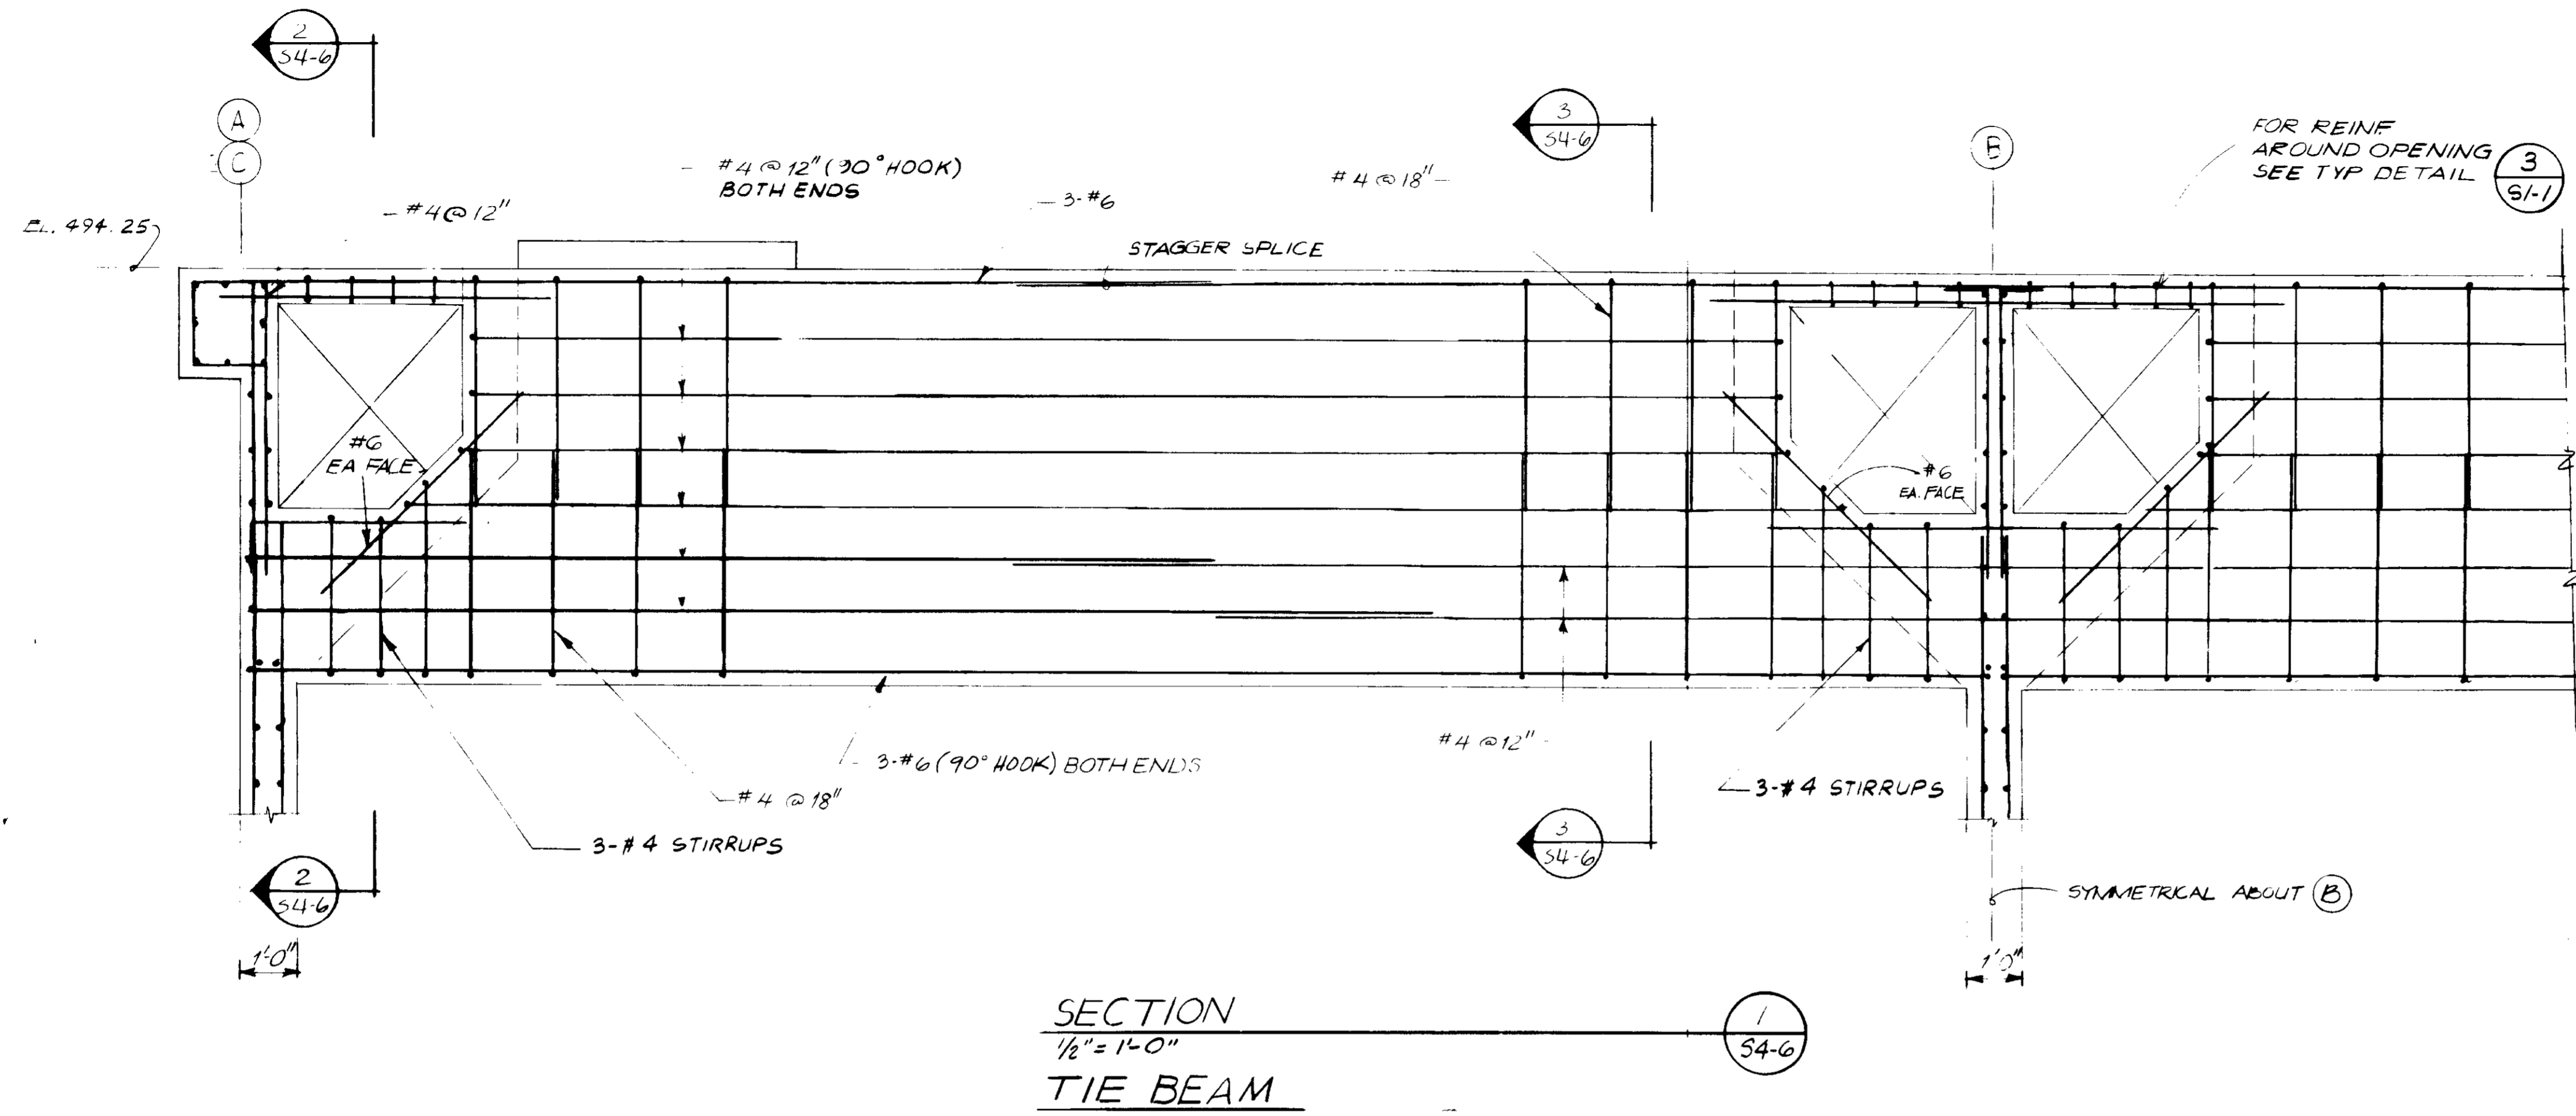 2
S4-6
A
C
3
S4-6
B
FOR REINF
AROUND OPENING
SEE TYP DETAIL
3
S1-1
#4 @ 12" (90° HOOK)
BOTH ENDS
#4 @ 18"
3-#6
#4 @ 12"
EL. 494.25
STAGGER SPLICE
#6
EA FACE
#6
EA. FACE
#4 @ 12"
3-#6 (90° HOOK) BOTH ENDS
#4 @ 18"
3-#4 STIRRUPS
3-#4 STIRRUPS
3
S4-6
2
S4-6
SYMMETRICAL ABOUT B
1'-0"
1'0"
SECTION
1/2" = 1'-0"
1
S4-6
TIE BEAM